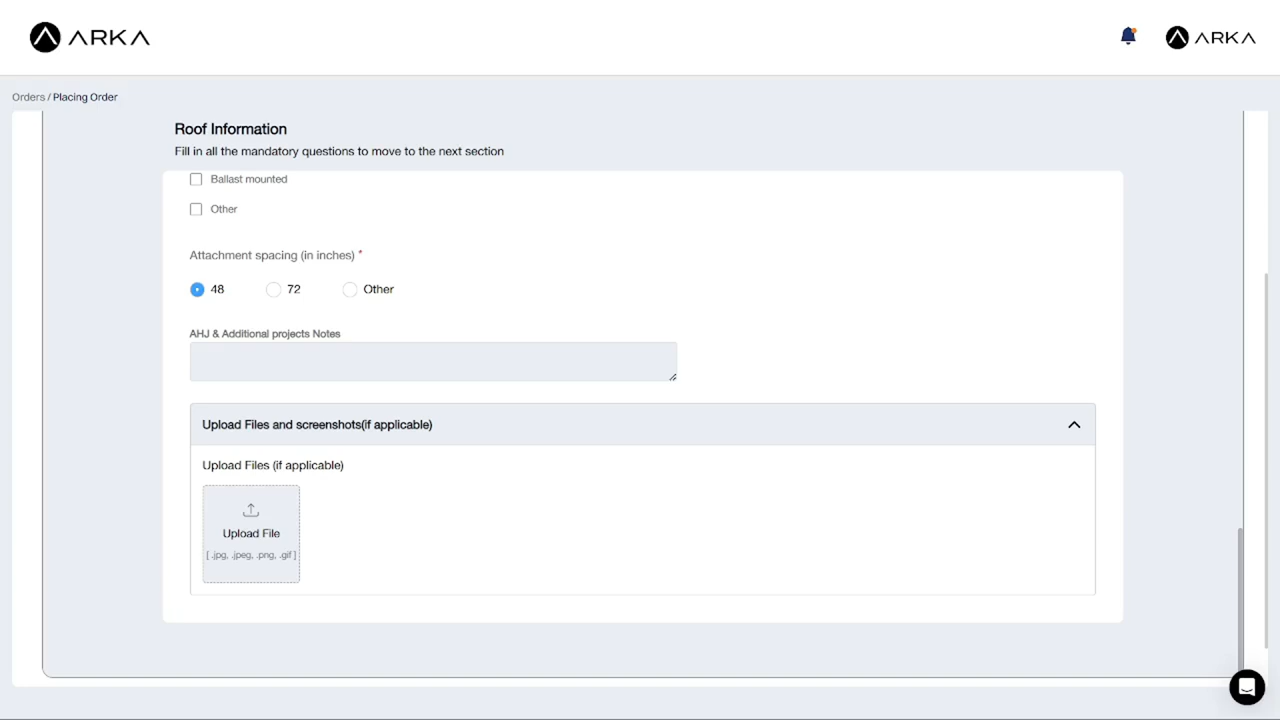 ARKA
ARKA
Orders / Placing Order
Roof Information
Fill in all the mandatory questions to move to the next section
Ballast mounted
Other
Attachment spacing (in inches) *
48 72 Other
AHJ & Additional projects Notes
Upload Files and screenshots(if applicable)
Upload Files (if applicable)
Upload File
[ .jpg, .jpeg, .png, .gif ]